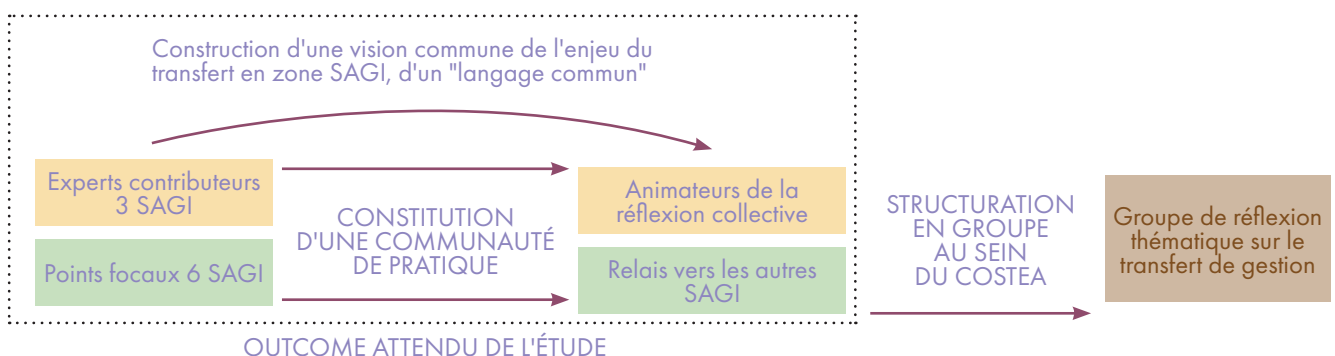 Construction d'une vision commune de l'enjeu du
transfert en zone SAGI, d'un "langage commun"
Experts contributeurs
3 SAGI
Points focaux 6 SAGI
CONSTITUTION
D'UNE COMMUNAUTÉ
DE PRATIQUE
Animateurs de la
réflexion collective
Relais vers les autres
SAGI
OUTCOME ATTENDU DE L'ÉTUDE
STRUCTURATION
EN GROUPE
AU SEIN
DU COSTEA
Groupe de réflexion
thématique sur le
transfert de gestion